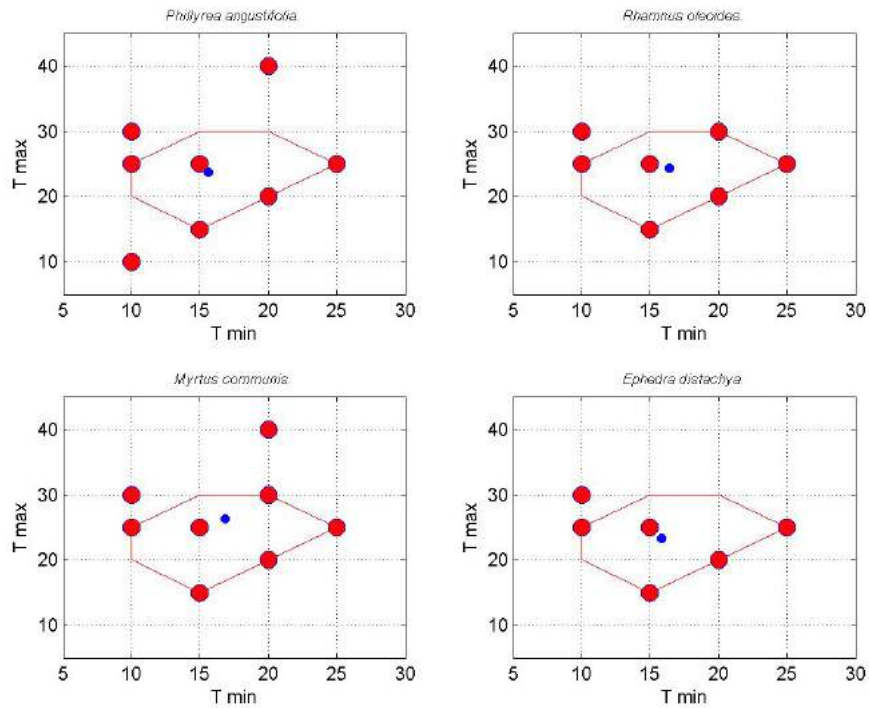 Phillyrea angustifolia
40
30
20
10
T max
5 10 15 20 25 30
T min
Rhamnus oleoides
40
30
20
10
T max
5 10 15 20 25 30
T min
Myrtus communis
40
30
20
10
T max
5 10 15 20 25 30
T min
Ephedra distachya
40
30
20
10
T max
5 10 15 20 25 30
T min